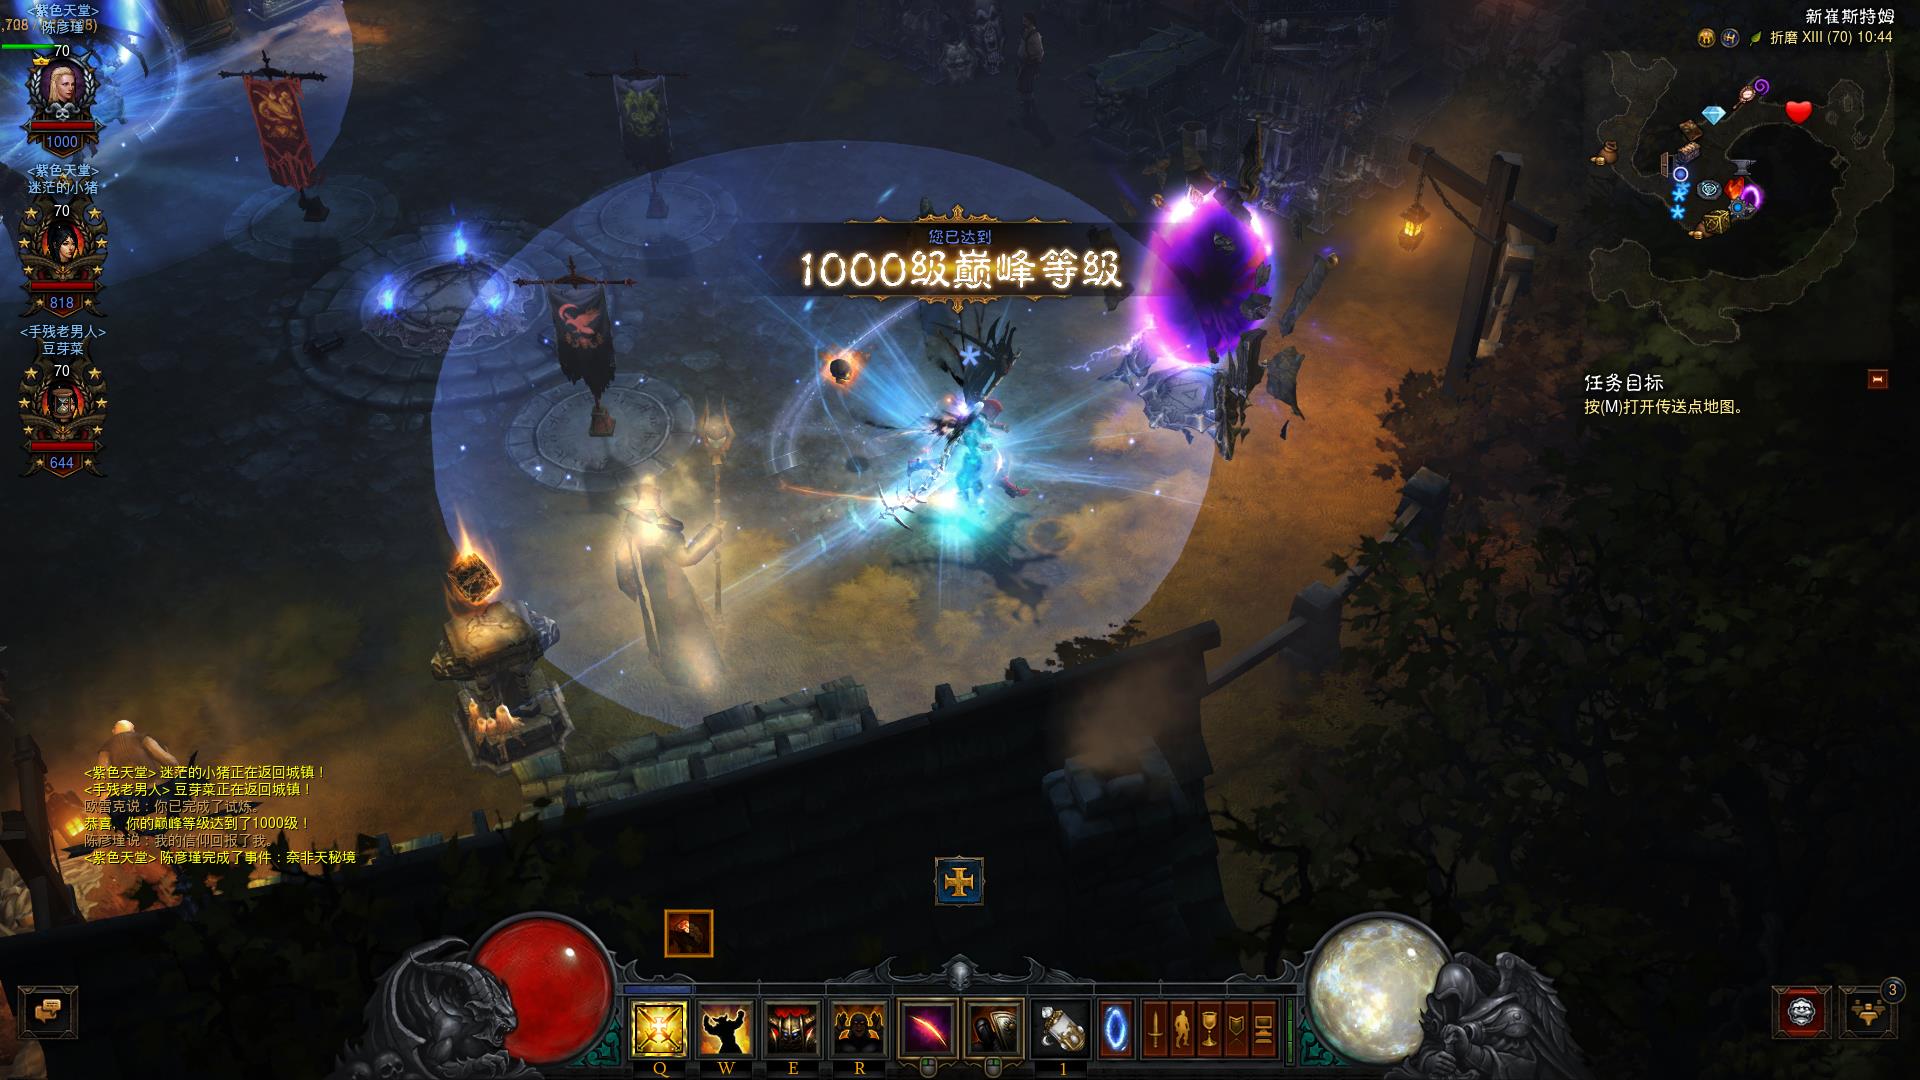 <紫色天堂>
陈彦瑾
70
1000
<紫色天堂>
迷茫的小猪
70
818
<手残老男人>
豆芽菜
70
644
新崔斯特姆
折磨 XIII (70) 10:44
您已达到
1000级巅峰等级
任务目标
按(M)打开传送点地图。
<紫色天堂> 迷茫的小猪正在返回城镇！
<手残老男人> 豆芽菜正在返回城镇！
欧雷克说：你已完成了试炼。
恭喜，你的巅峰等级达到了1000级！
陈彦瑾说：我的信仰回报了我。
<紫色天堂> 陈彦瑾完成了事件：奈非天秘境
3
Q W E R 1